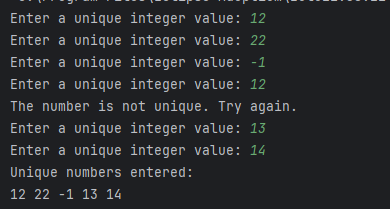 Enter a unique integer value: 12
Enter a unique integer value: 22
Enter a unique integer value: -1
Enter a unique integer value: 12
The number is not unique. Try again.
Enter a unique integer value: 13
Enter a unique integer value: 14
Unique numbers entered:
12 22 -1 13 14